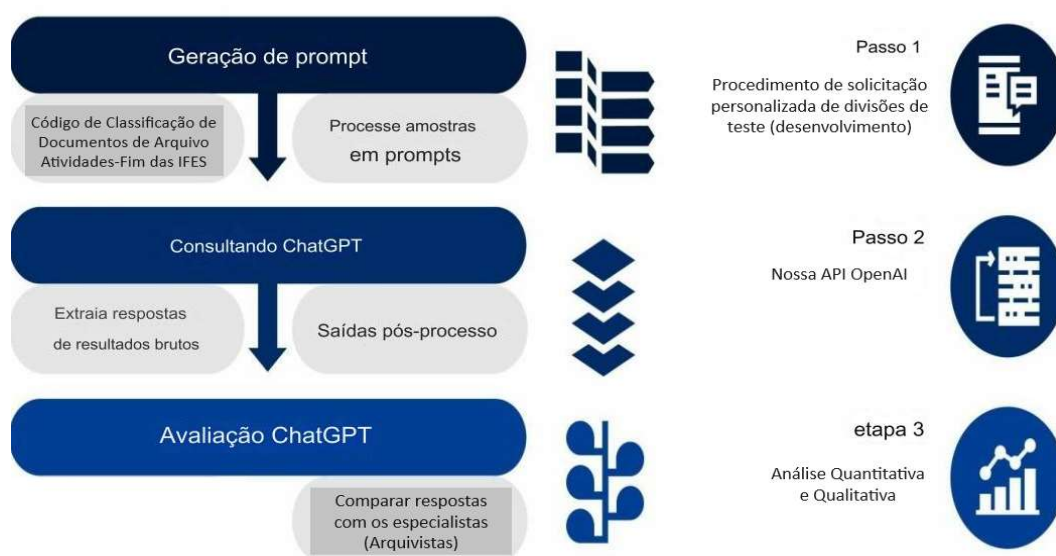 Geração de prompt
Código de Classificação de
Documentos de Arquivo
Atividades-Fim das IFES
Processe amostras
em prompts
Passo 1
Procedimento de solicitação
personalizada de divisões de
teste (desenvolvimento)
Consultando ChatGPT
Extraia respostas
de resultados brutos
Saídas pós-processo
Passo 2
Nossa API OpenAI
Avaliação ChatGPT
Comparar respostas
com os especialistas
(Arquivistas)
etapa 3
Análise Quantitativa
e Qualitativa